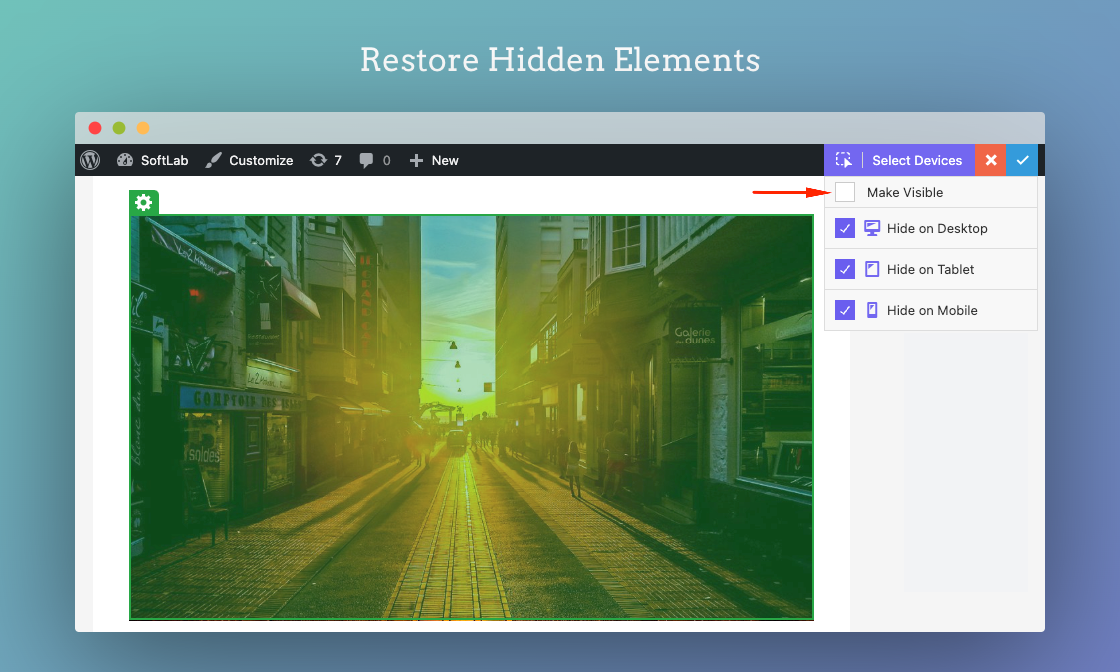 Restore Hidden Elements
SoftLab
Customize
7
0
New
Select Devices
Make Visible
Hide on Desktop
Hide on Tablet
Hide on Mobile
Galerie
dunes
COMPTOIR DES
soldes